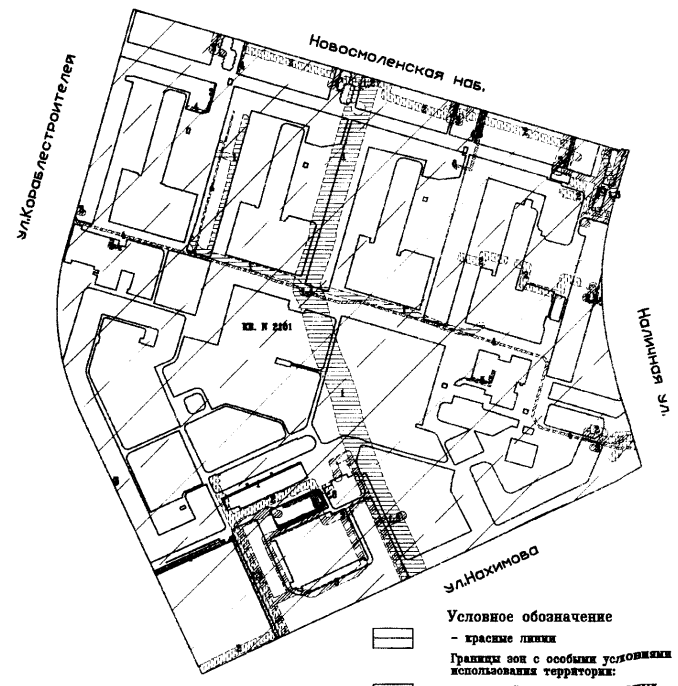 Новосмоленская наб.
ул.Кораблестроителей
КВ. N 2261
Наличная ул.
ул.Нахимова
Условное обозначение
- красные линии
Границы зон с особыми условиями
использования территории: